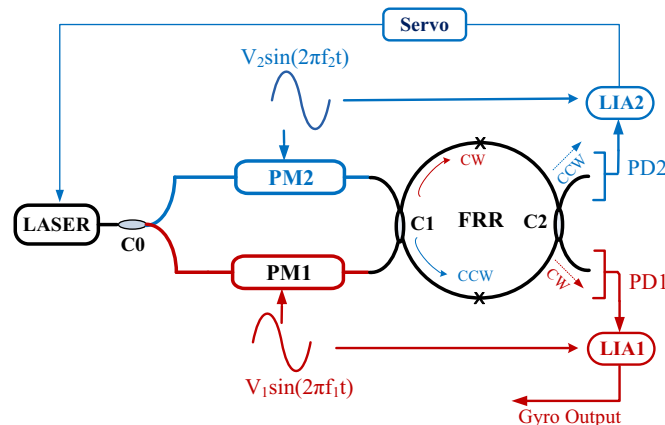 Servo
V₂sin(2πf₂t)
LIA2
CCW
PD2
PM2
CW
LASER
C0
C1
FRR
C2
PM1
CCW
CW
PD1
LIA1
V₁sin(2πf₁t)
Gyro Output
X
X